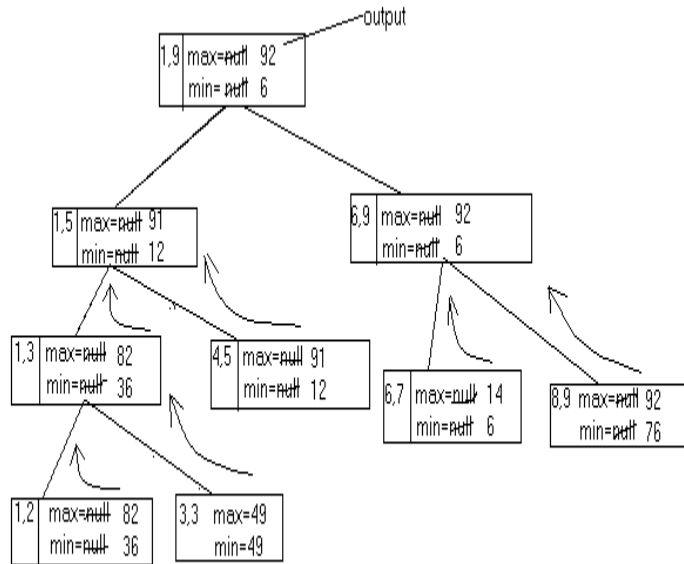 output
1,9 max=null 92
min= null 6
1,5 max=null 91
min=null 12
6,9 max=null 92
min=null 6
1,3 max=null 82
min=null 36
4,5 max=null 91
min=null 12
6,7 max=null 14
min=null 6
8,9 max=null 92
min=null 76
1,2 max=null 82
min=null 36
3,3 max=49
min=49